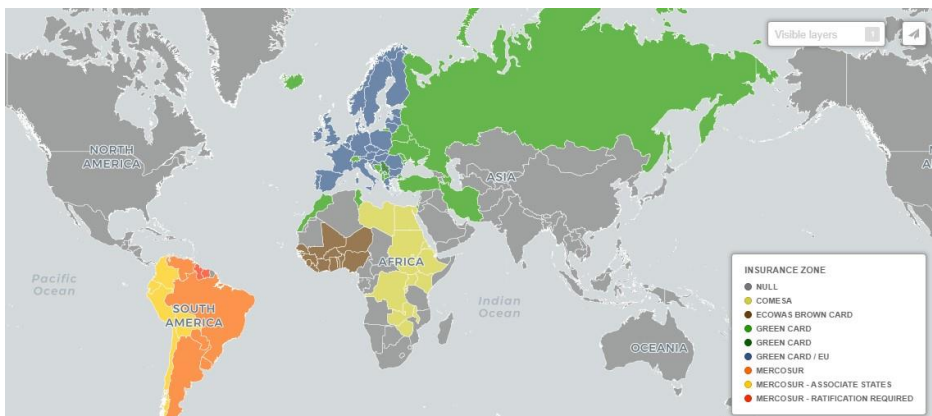 Visible layers 1
NORTH
AMERICA
ASIA
Pacific
Ocean
AFRICA
SOUTH
AMERICA
Indian
Ocean
OCEANIA
INSURANCE ZONE
NULL
COMESA
ECOWAS BROWN CARD
GREEN CARD
GREEN CARD
GREEN CARD / EU
MERCOSUR
MERCOSUR - ASSOCIATE STATES
MERCOSUR - RATIFICATION REQUIRED